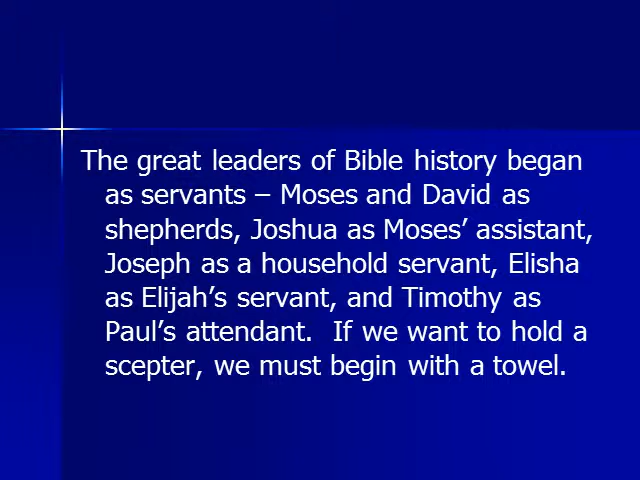 The great leaders of Bible history began
as servants – Moses and David as
shepherds, Joshua as Moses’ assistant,
Joseph as a household servant, Elisha
as Elijah’s servant, and Timothy as
Paul’s attendant.  If we want to hold a
scepter, we must begin with a towel.